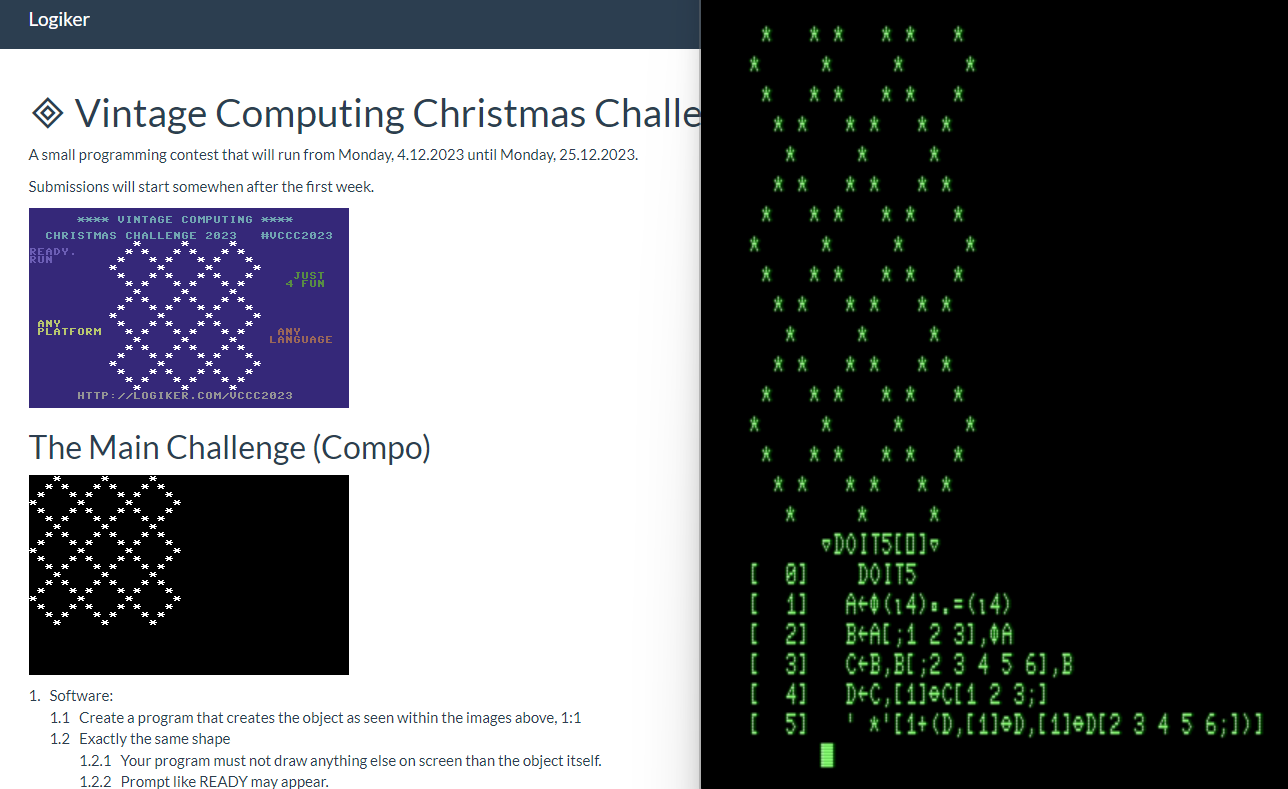 Logiker
Vintage Computing Christmas Challe
A small programming contest that will run from Monday, 4.12.2023 until Monday, 25.12.2023.
Submissions will start somewhen after the first week.
**** VINTAGE COMPUTING ****
CHRISTMAS CHALLENGE 2023 #VCCC2023
READY.
RUN
JUST
4 FUN
ANY
PLATFORM
ANY
LANGUAGE
HTTP://LOGIKER.COM/VCCC2023
The Main Challenge (Compo)
1. Software:
1.1 Create a program that creates the object as seen within the images above, 1:1
1.2 Exactly the same shape
1.2.1 Your program must not draw anything else on screen than the object itself.
1.2.2 Prompt like READY may appear.
 *   * *   * *   *
*     *     *     *
 *   * *   * *   *
  * *   * *   * *
   *     *     *
  * *   * *   * *
 *   * *   * *   *
*     *     *     *
 *   * *   * *   *
  * *   * *   * *
   *     *     *
  * *   * *   * *
 *   * *   * *   *
*     *     *     *
 *   * *   * *   *
  * *   * *   * *
   *     *     *
∇DOIT5[⎕]∇
[ 0] DOIT5
[ 1] A←⌽(⍳4)∘.=(⍳4)
[ 2] B←A[;1 2 3],⌽A
[ 3] C←B,B[;2 3 4 5 6],B
[ 4] D←C,[1]⊖C[1 2 3;]
[ 5] ' *'[1+(D,[1]⊖D,[1]⊖D[2 3 4 5 6;])]